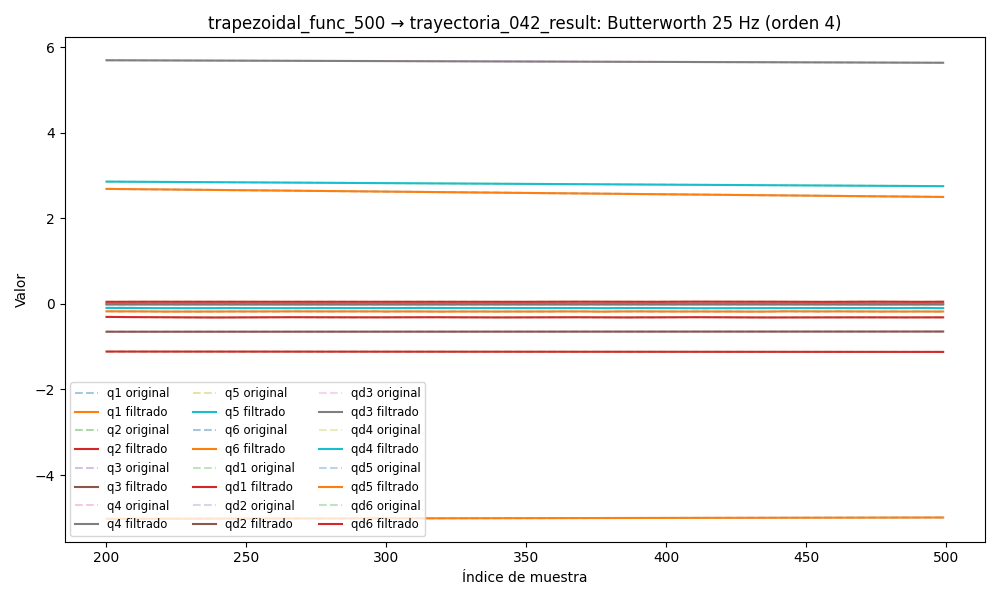 trapezoidal_func_500 → trayectoria_042_result: Butterworth 25 Hz (orden 4)
Valor
6
4
2
0
−2
−4
q1 original
q1 filtrado
q2 original
q2 filtrado
q3 original
q3 filtrado
q4 original
q4 filtrado
q5 original
q5 filtrado
q6 original
q6 filtrado
qd1 original
qd1 filtrado
qd2 original
qd2 filtrado
qd3 original
qd3 filtrado
qd4 original
qd4 filtrado
qd5 original
qd5 filtrado
qd6 original
qd6 filtrado
200 250 300 350 400 450 500
Índice de muestra